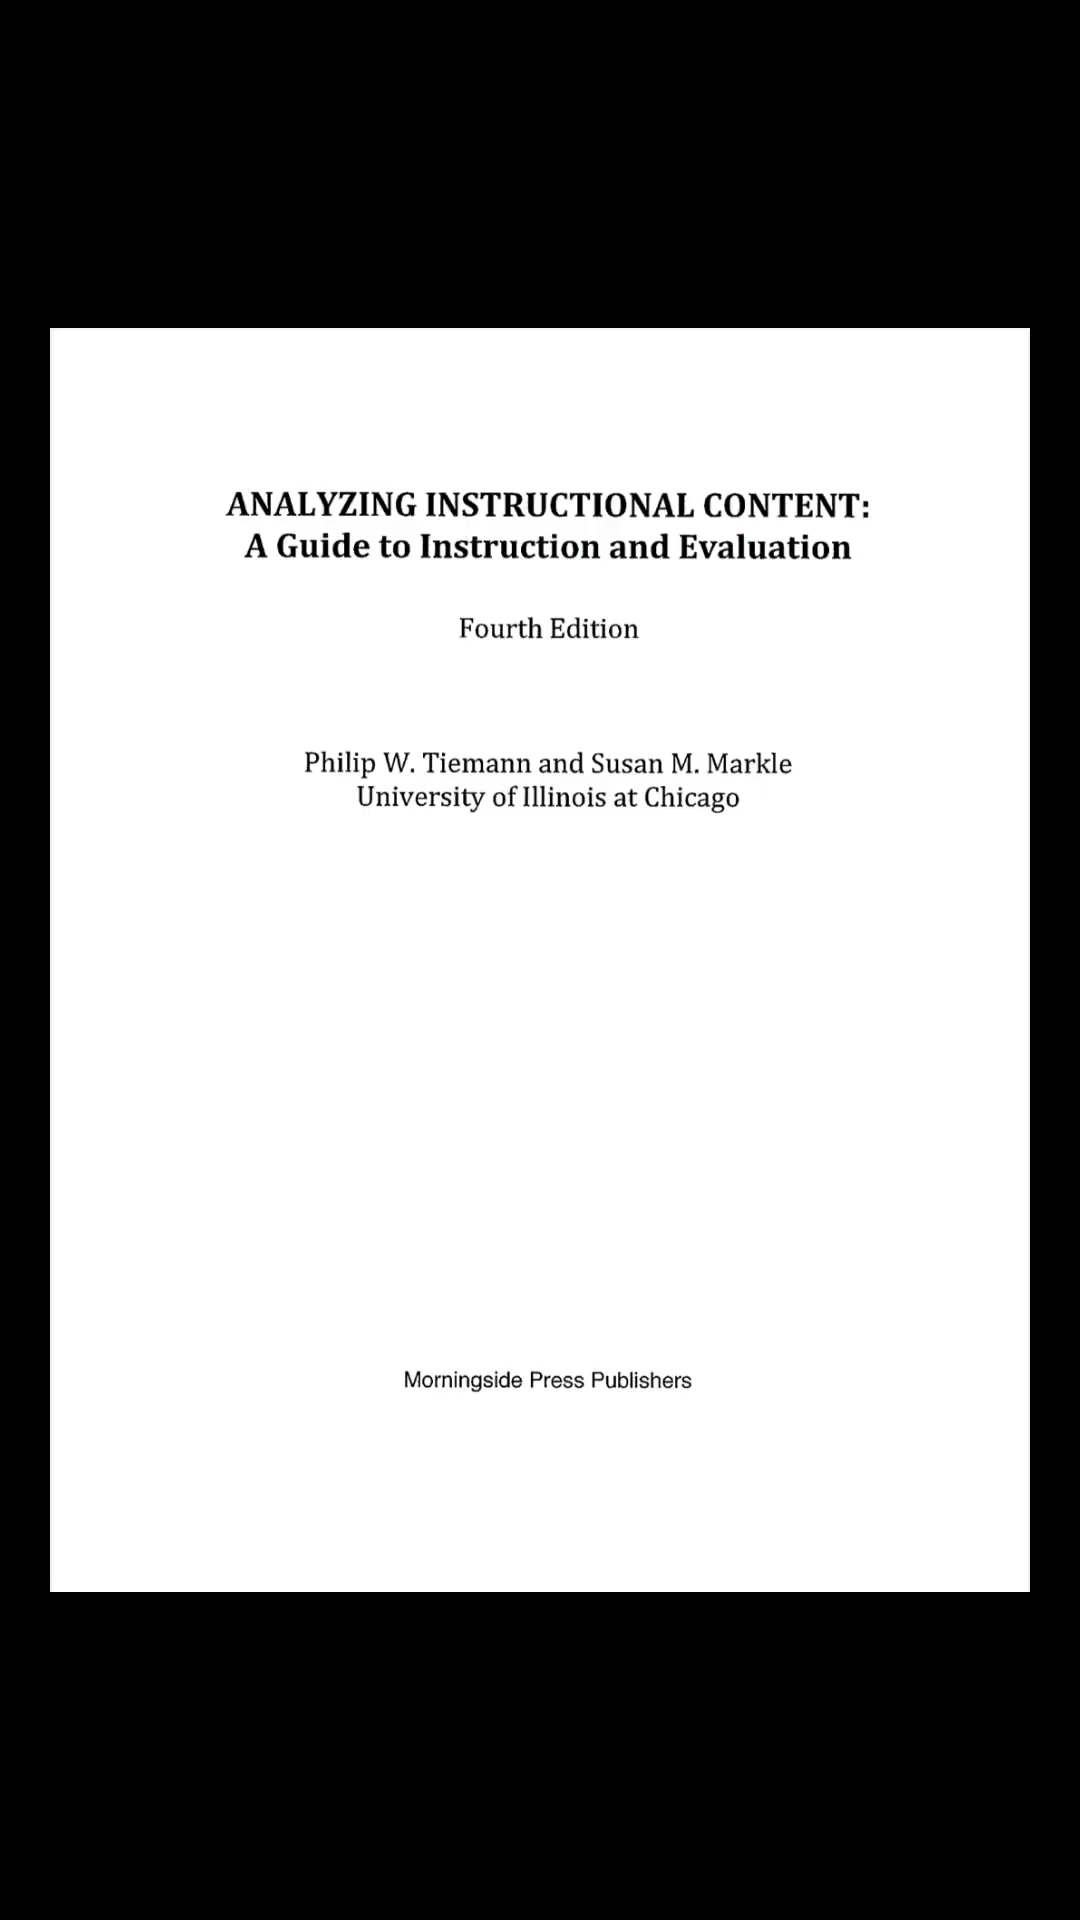 ANALYZING INSTRUCTIONAL CONTENT:
A Guide to Instruction and Evaluation
Fourth Edition
Philip W. Tiemann and Susan M. Markle
University of Illinois at Chicago
Morningside Press Publishers